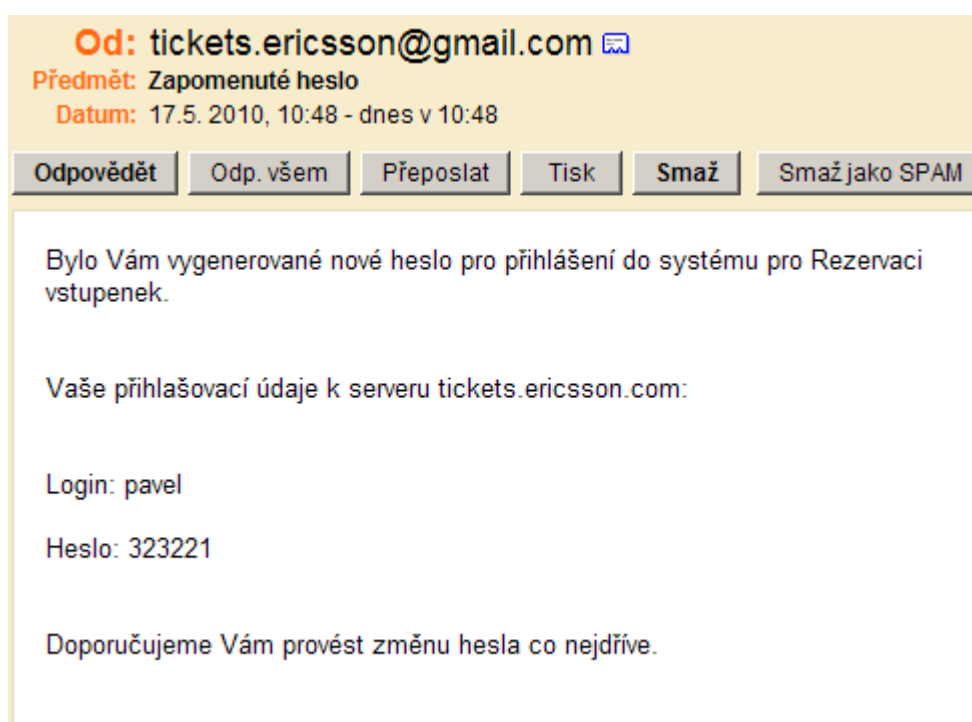 Od: tickets.ericsson@gmail.com
Předmět: Zapomenuté heslo
Datum: 17.5. 2010, 10:48 - dnes v 10:48
Odpovědět Odp. všem Přeposlat Tisk Smaž Smaž jako SPAM
Bylo Vám vygenerované nové heslo pro přihlášení do systému pro Rezervaci
vstupenek.
Vaše přihlašovací údaje k serveru tickets.ericsson.com:
Login: pavel
Heslo: 323221
Doporučujeme Vám provést změnu hesla co nejdříve.